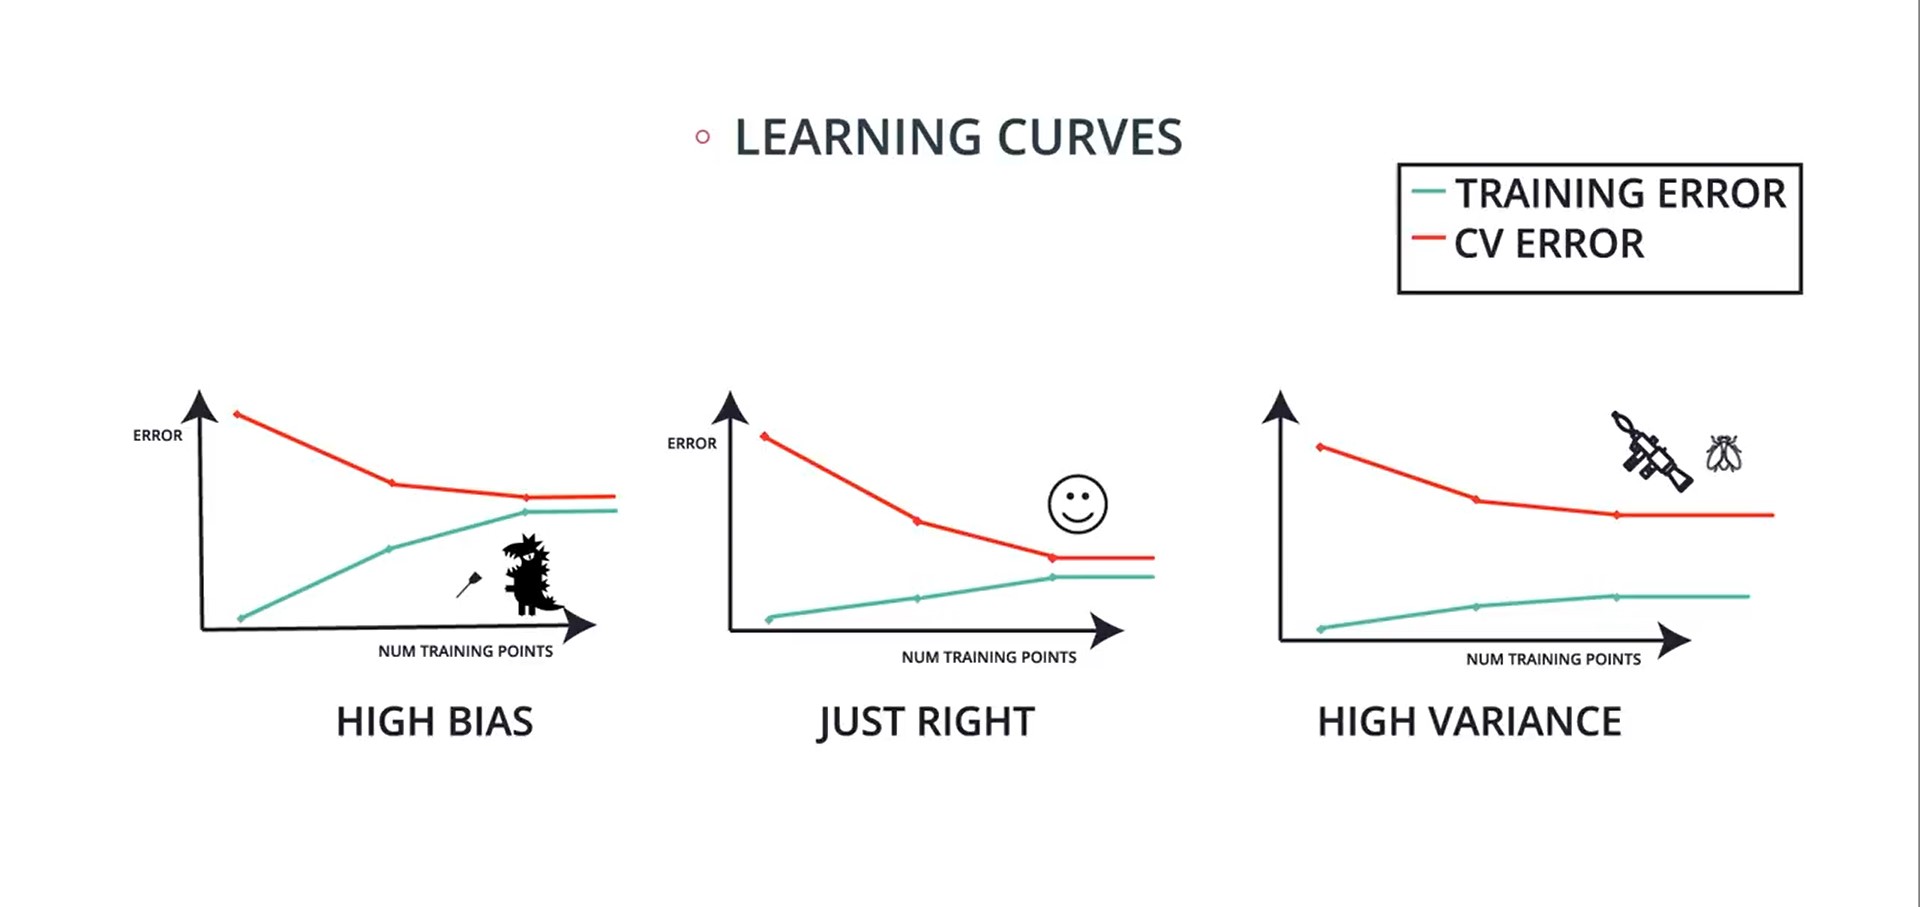 LEARNING CURVES
TRAINING ERROR
CV ERROR
ERROR
NUM TRAINING POINTS
HIGH BIAS
ERROR
NUM TRAINING POINTS
JUST RIGHT
NUM TRAINING POINTS
HIGH VARIANCE